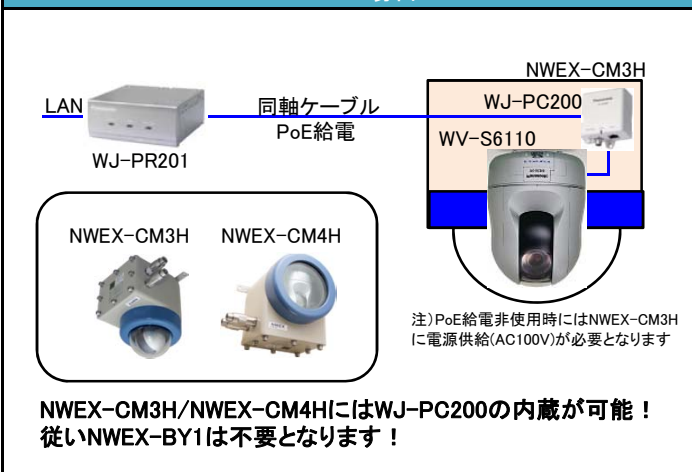 NWEX-CM3H
LAN
同軸ケーブル
PoE給電
WJ-PC200
WV-S6110
WJ-PR201
NWEX-CM3H
NWEX-CM4H
注)PoE給電非使用時にはNWEX-CM3H
に電源供給(AC100V)が必要となります
NWEX-CM3H/NWEX-CM4HにはWJ-PC200の内蔵が可能！
従いNWEX-BY1は不要となります！